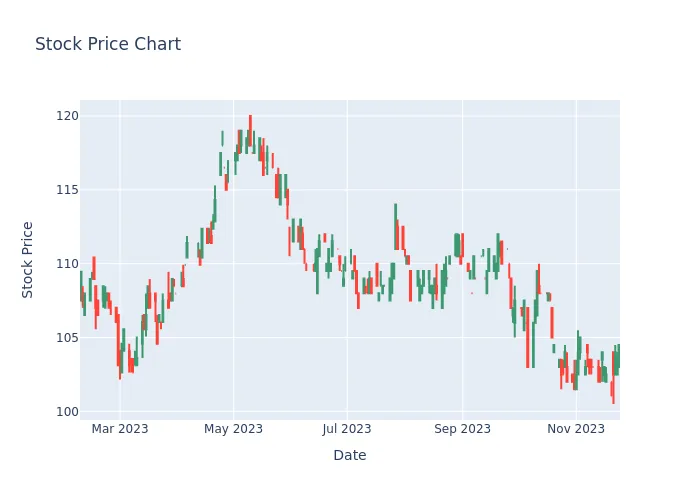 Stock Price Chart
Stock Price
120
115
110
105
100
Mar 2023
May 2023
Jul 2023
Sep 2023
Nov 2023
Date